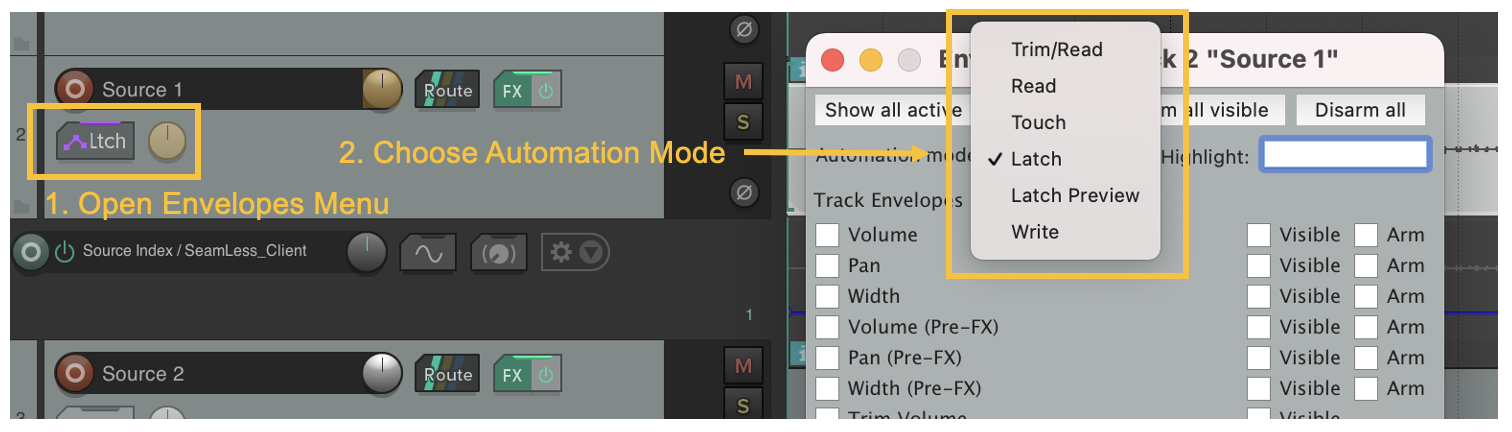 Source 1
Route
FX
M
S
2
Ltch
1. Open Envelopes Menu
2. Choose Automation Mode
Source Index / SeamLess_Client
1
Source 2
Route
FX
M
S
3
En
k 2 "Source 1"
Show all active
m all visible
Disarm all
Automation mode
Highlight:
Trim/Read
Read
Touch
✓ Latch
Latch Preview
Write
Track Envelopes
Volume Visible Arm
Pan Visible Arm
Width Visible Arm
Volume (Pre-FX) Visible Arm
Pan (Pre-FX) Visible Arm
Width (Pre-FX) Visible Arm
Trim Volume Visible